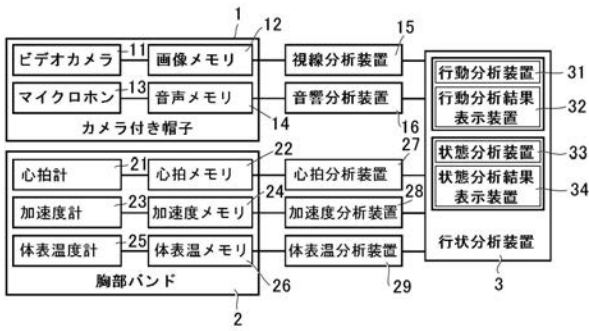 1 12 15
ビデオカメラ 11 画像メモリ 視線分析装置 3
マイクロホン 13 音声メモリ 音響分析装置
カメラ付き帽子 14 16
行動分析装置 31
行動分析結果 32
表示装置
状態分析装置 33
状態分析結果 34
表示装置
行状分析装置
心拍計 21 心拍メモリ 22 心拍分析装置 27
加速度計 23 加速度メモリ 24 加速度分析装置 28
体表温度計 25 体表温メモリ 体表温分析装置
胸部バンド 26 29
2